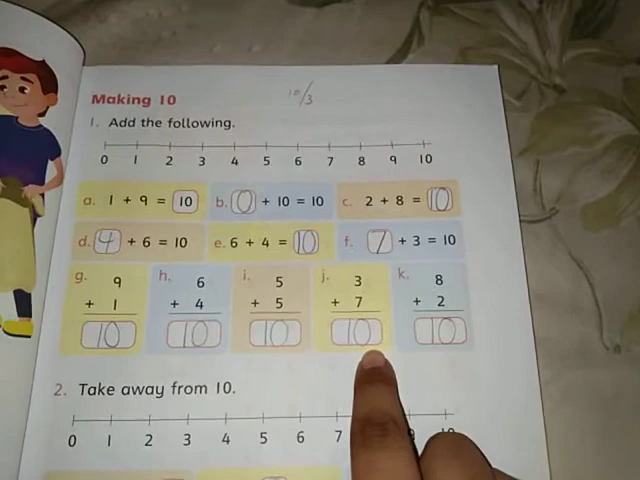 Making 10
10/3
1. Add the following.
0 1 2 3 4 5 6 7 8 9 10
a. 1 + 9 = 10 b. 0 + 10 = 10 c. 2 + 8 = 10
d. 4 + 6 = 10 e. 6 + 4 = 10 f. 7 + 3 = 10
g. 9 h. 6 i. 5 j. 3 k. 8
+ 1 + 4 + 5 + 7 + 2
10 10 10 10 10
2. Take away from 10.
0 1 2 3 4 5 6 7